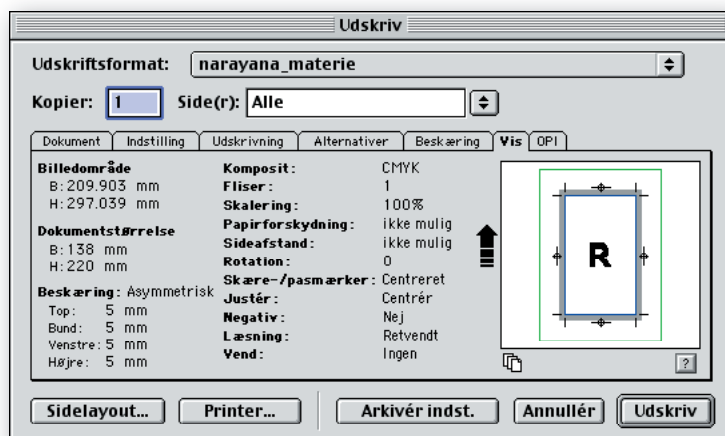 Udskriv
Udskriftsformat: narayana_materie
Kopier: 1 Side(r): Alle
Dokument Indstilling Udskrivning Alternativer Beskæring Vis OPI
Billedområde
B: 209.903 mm
H: 297.039 mm
Dokumentstørrelse
B: 138 mm
H: 220 mm
Beskæring: Asymmetrisk
Top: 5 mm
Bund: 5 mm
Venstre: 5 mm
Højre: 5 mm
Komposit: CMYK
Fliser: 1
Skalering: 100%
Papirforskydning: ikke mulig
Sideafstand: ikke mulig
Rotation: 0
Skære-/pasmærker: Centreret
Justér: Centrér
Negativ: Nej
Læsning: Retvendt
Vend: Ingen
R
?
Sidelayout... Printer... Arkivér indst. Annullér Udskriv